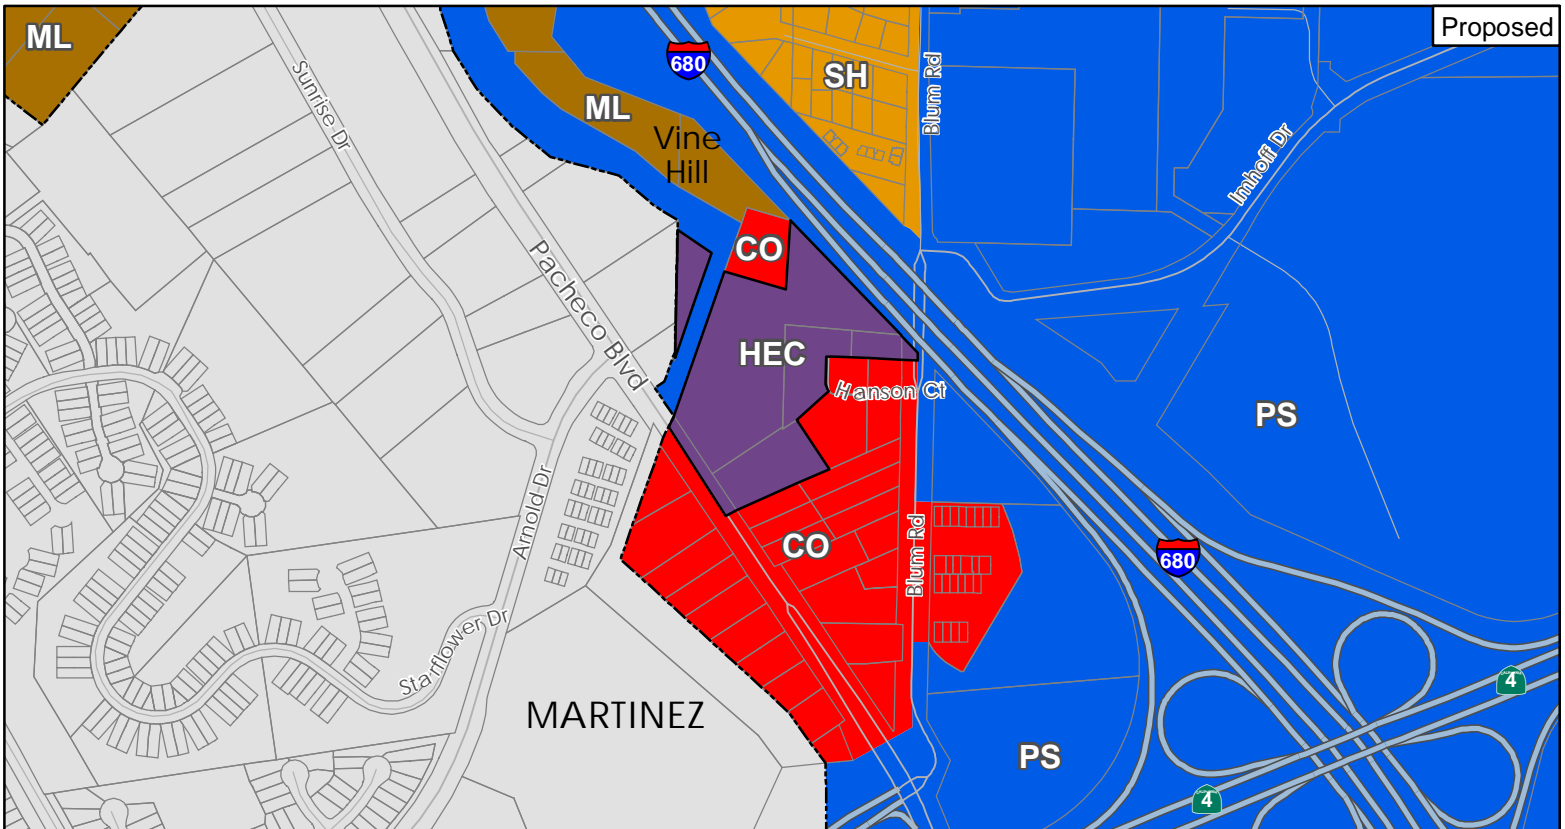 Proposed
ML
Sunrise Dr
680
SH
Blum Rd
ML
Vine
Hill
Imhoff Dr
CO
Pacheco Blvd
HEC
Hanson Ct
PS
Arnold Dr
CO
Blum Rd
680
Starflower Dr
4
MARTINEZ
PS
4